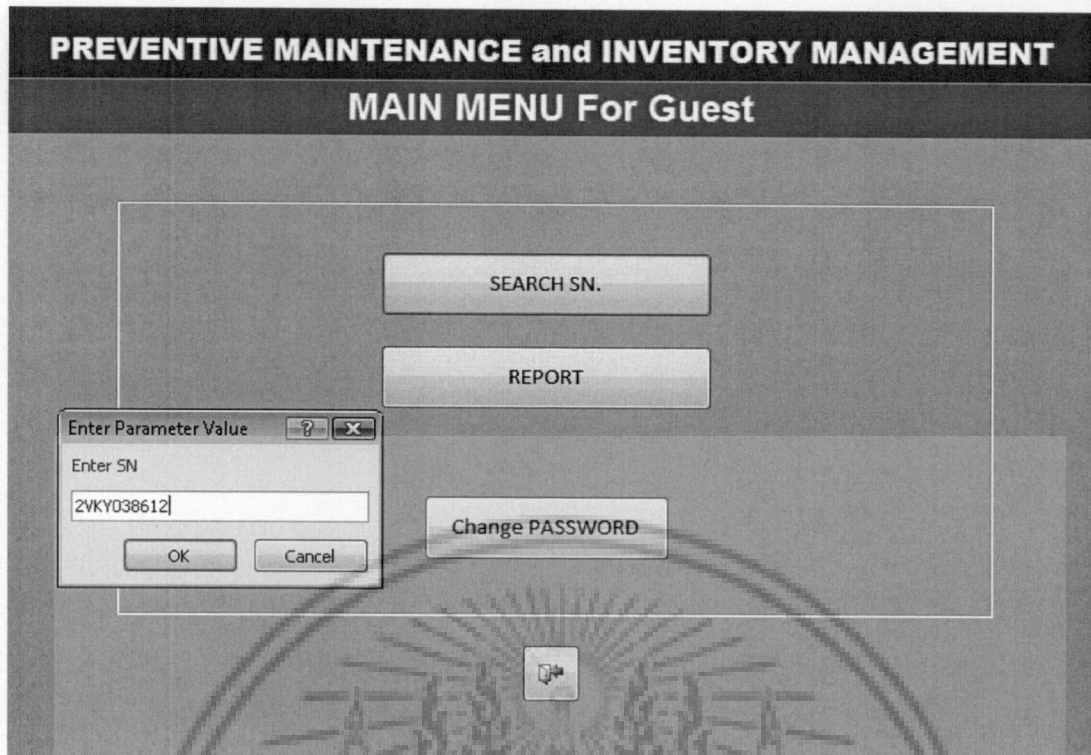 PREVENTIVE MAINTENANCE and INVENTORY MANAGEMENT
MAIN MENU For Guest
SEARCH SN.
REPORT
Enter Parameter Value
Enter SN
2VKY038612
OK Cancel
Change PASSWORD